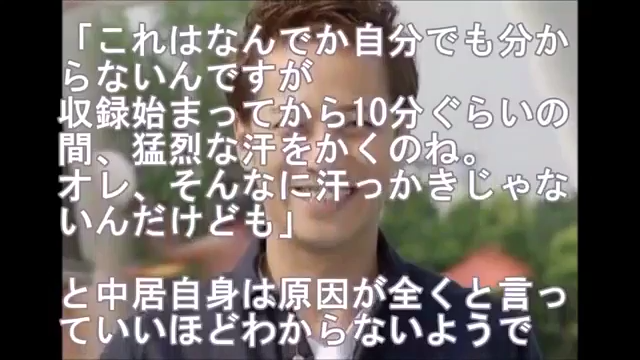 「これはなんでか自分でも分か
らないんですが
収録始まってから10分ぐらいの
間、猛烈な汗をかくのね。
オレ、そんなに汗っかきじゃな
いんだけども」
と中居自身は原因が全くと言っ
ていいほどわからないようで